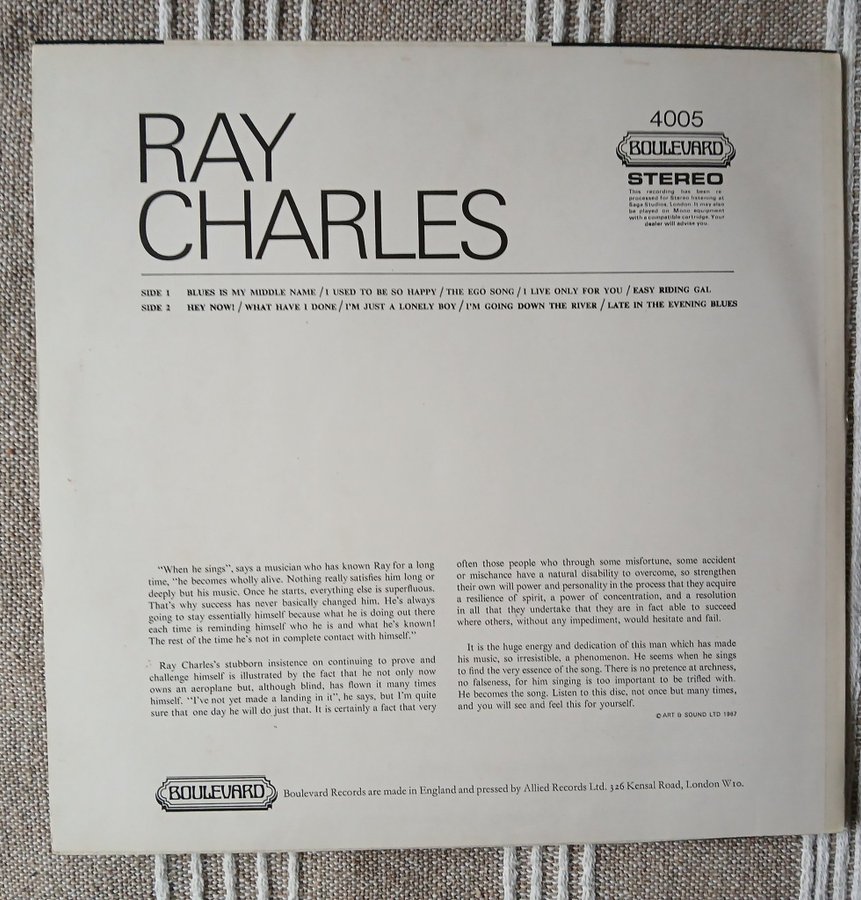 RAY
CHARLES
4005
BOULEVARD
STEREO
This recording has been re
processed for Stereo listening at
Saga Studios, London. It may also
be played on Mono equipment
with a compatible cartridge. Your
dealer will advise you.
SIDE 1 BLUES IS MY MIDDLE NAME / I USED TO BE SO HAPPY / THE EGO SONG / I LIVE ONLY FOR YOU / EASY RIDING GAL
SIDE 2 HEY NOW! / WHAT HAVE I DONE / I'M JUST A LONELY BOY / I'M GOING DOWN THE RIVER / LATE IN THE EVENING BLUES
"When he sings", says a musician who has known Ray for a long
time, "he becomes wholly alive. Nothing really satisfies him long or
deeply but his music. Once he starts, everything else is superfluous.
That's why success has never basically changed him. He's always
going to stay essentially himself because what he is doing out there
each time is reminding himself who he is and what he's known!
The rest of the time he's not in complete contact with himself."
Ray Charles's stubborn insistence on continuing to prove and
challenge himself is illustrated by the fact that he not only now
owns an aeroplane but, although blind, has flown it many times
himself. "I've not yet made a landing in it", he says, but I'm quite
sure that one day he will do just that. It is certainly a fact that very
often those people who through some misfortune, some accident
or mischance have a natural disability to overcome, so strengthen
their own will power and personality in the process that they acquire
a resilience of spirit, a power of concentration, and a resolution
in all that they undertake that they are in fact able to succeed
where others, without any impediment, would hesitate and fail.
It is the huge energy and dedication of this man which has made
his music, so irresistible, a phenomenon. He seems when he sings
to find the very essence of the song. There is no pretence at archness,
no falseness, for him singing is too important to be trifled with.
He becomes the song. Listen to this disc, not once but many times,
and you will see and feel this for yourself.
© ART & SOUND LTD 1967
BOULEVARD Boulevard Records are made in England and pressed by Allied Records Ltd. 326 Kensal Road, London W10.